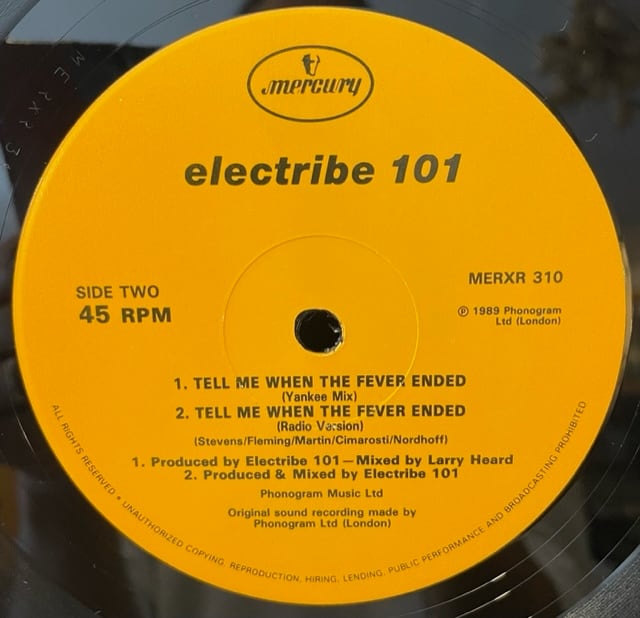 mercury
electribe 101
MERXR 310
SIDE TWO
45 RPM
℗ 1989 Phonogram
Ltd (London)
1. TELL ME WHEN THE FEVER ENDED
(Yankee Mix)
2. TELL ME WHEN THE FEVER ENDED
(Radio Version)
(Stevens/Fleming/Martin/Cimarosti/Nordhoff)
1. Produced by Electribe 101—Mixed by Larry Heard
2. Produced & Mixed by Electribe 101
Phonogram Music Ltd
Original sound recording made by
Phonogram Ltd (London)
ALL RIGHTS RESERVED • UNAUTHORIZED COPYING, REPRODUCTION, HIRING, LENDING, PUBLIC PERFORMANCE AND BROADCASTING PROHIBITED
MERXR 3